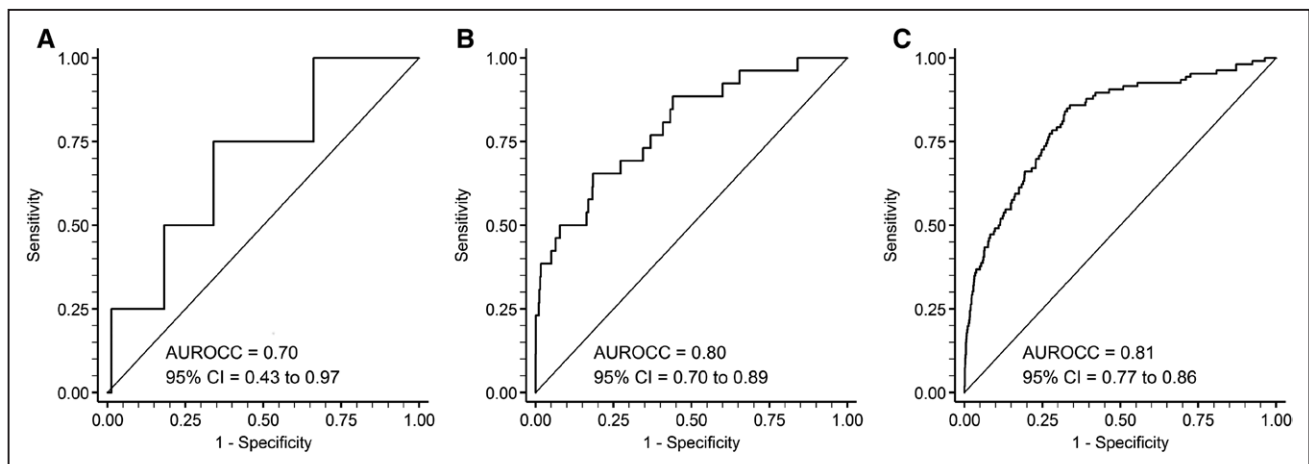 A
1.00
0.75
0.50
0.25
0.00
Sensitivity
AUROCC = 0.70
95% CI = 0.43 to 0.97
0.00 0.25 0.50 0.75 1.00
1 - Specificity
B
1.00
0.75
0.50
0.25
0.00
Sensitivity
AUROCC = 0.80
95% CI = 0.70 to 0.89
0.00 0.25 0.50 0.75 1.00
1 - Specificity
C
1.00
0.75
0.50
0.25
0.00
Sensitivity
AUROCC = 0.81
95% CI = 0.77 to 0.86
0.00 0.25 0.50 0.75 1.00
1 - Specificity